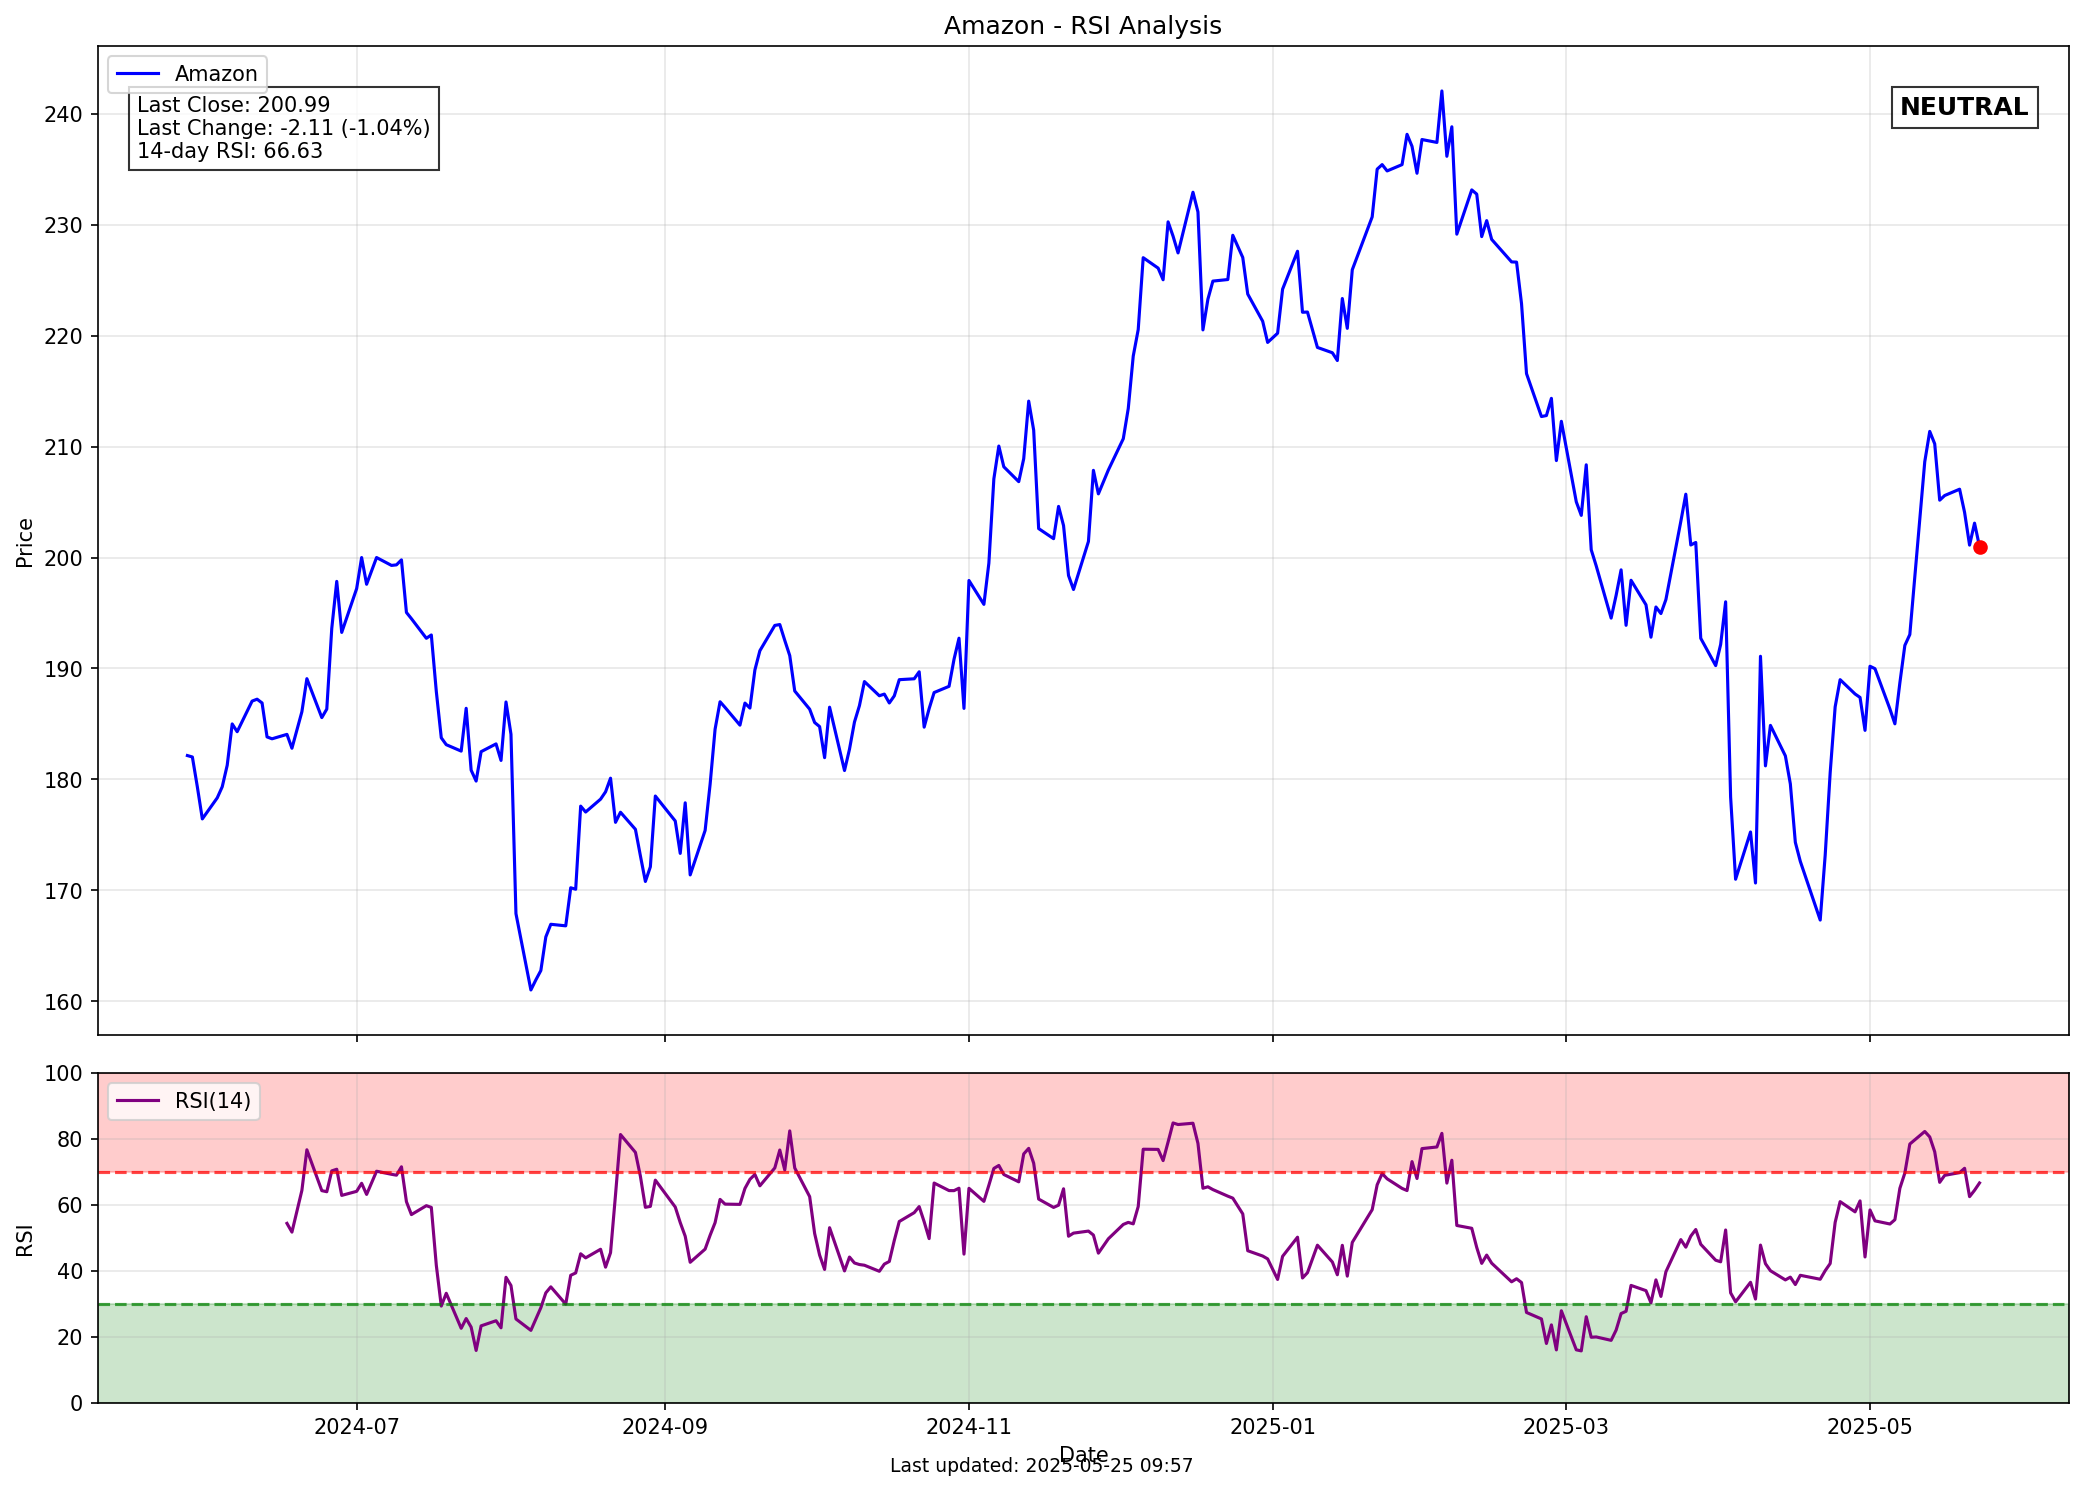 Amazon - RSI Analysis
Amazon
Last Close: 200.99
Last Change: -2.11 (-1.04%)
14-day RSI: 66.63
NEUTRAL
240
230
220
210
200
190
180
170
160
Price
RSI(14)
100
80
60
40
20
0
RSI
2024-07
2024-09
2024-11
2025-01
2025-03
2025-05
Date
Last updated: 2025-05-25 09:57